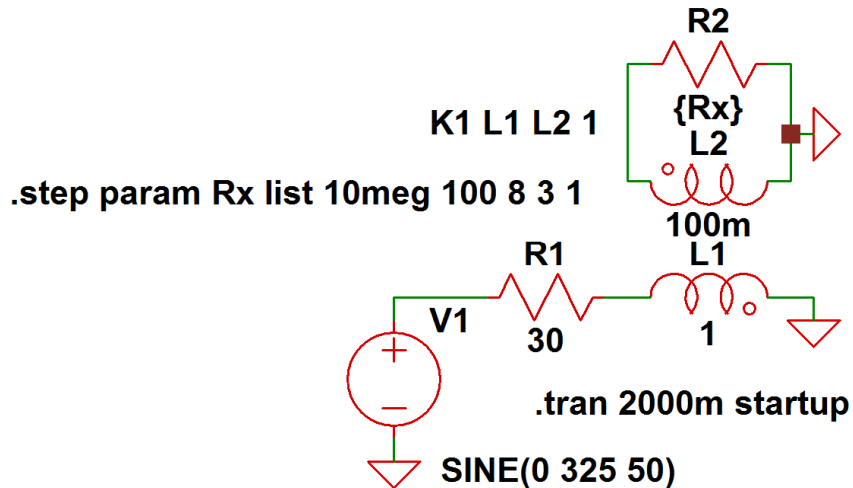 R2
{Rx}
K1 L1 L2 1
L2
.step param Rx list 10meg 100 8 3 1
100m
R1
L1
V1
30
1
.tran 2000m startup
SINE(0 325 50)